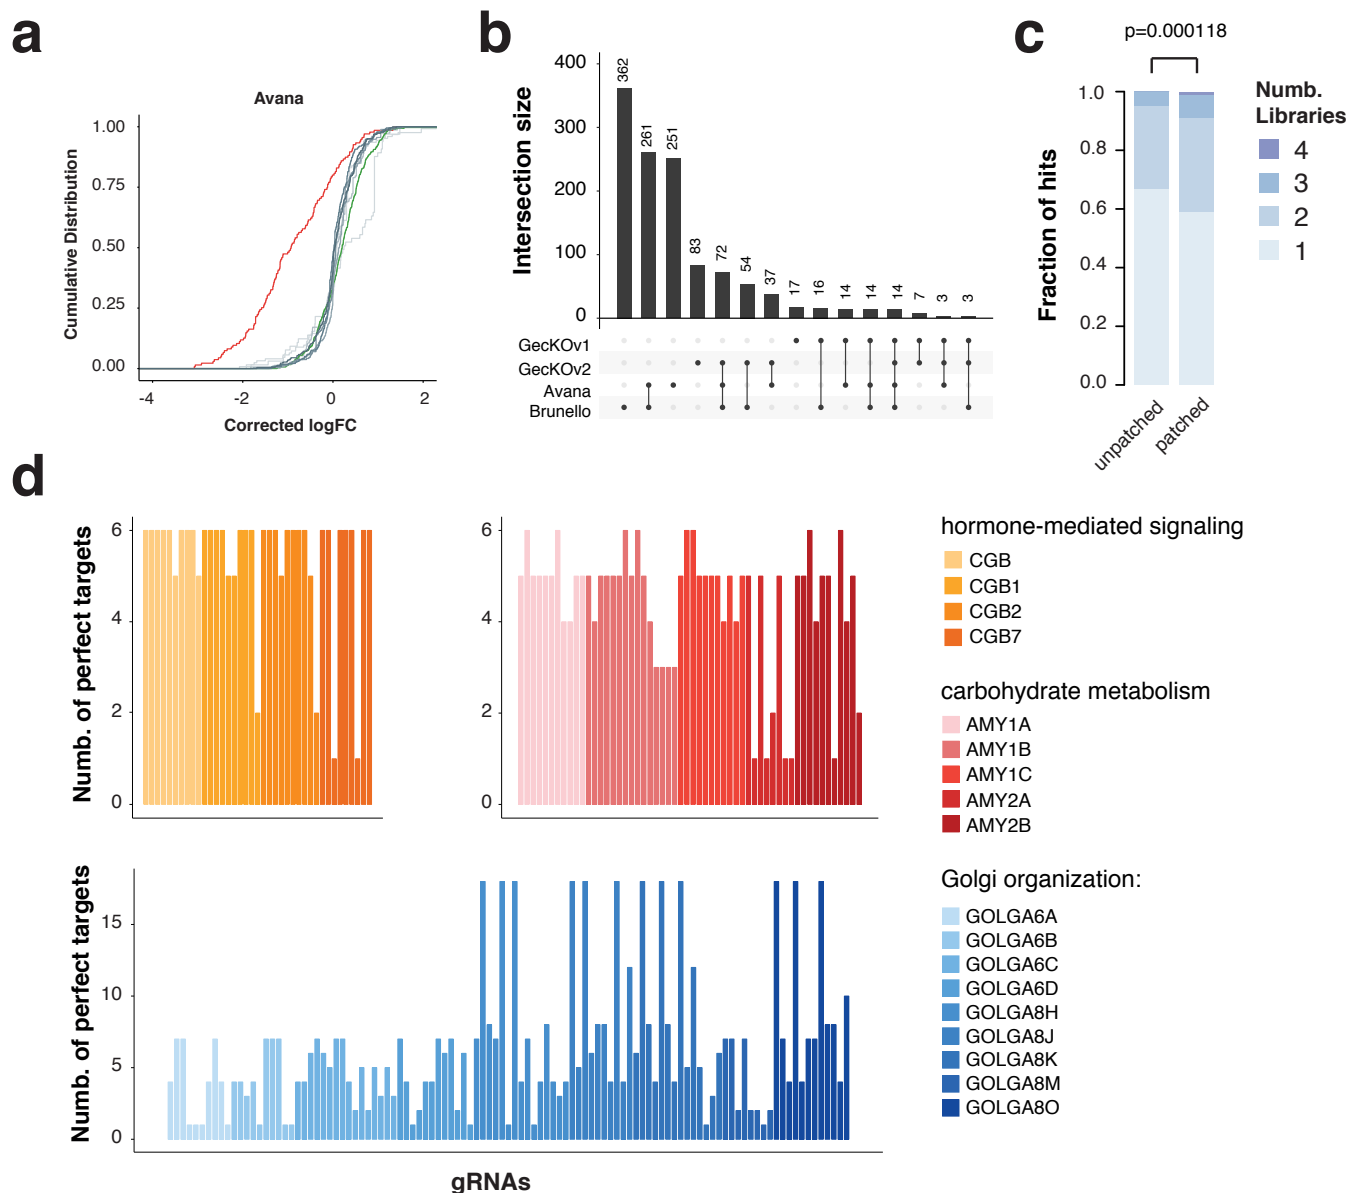 a
Avana
1.00
0.75
0.50
0.25
0.00
Cumulative Distribution
-4
-2
0
2
Corrected logFC
b
400
300
200
100
0
Intersection size
362
261
251
83
72
54
37
17
16
14
14
14
7
3
3
GecKOv1
GecKOv2
Avana
Brunello
c
p=0.000118
1.0
0.8
0.6
0.4
0.2
0.0
Fraction of hits
unpatched
patched
Numb.
Libraries
4
3
2
1
d
6
4
2
0
Numb. of perfect targets
6
4
2
0
hormone-mediated signaling
CGB
CGB1
CGB2
CGB7
carbohydrate metabolism
AMY1A
AMY1B
AMY1C
AMY2A
AMY2B
15
10
5
0
Numb. of perfect targets
gRNAs
Golgi organization:
GOLGA6A
GOLGA6B
GOLGA6C
GOLGA6D
GOLGA8H
GOLGA8J
GOLGA8K
GOLGA8M
GOLGA8O